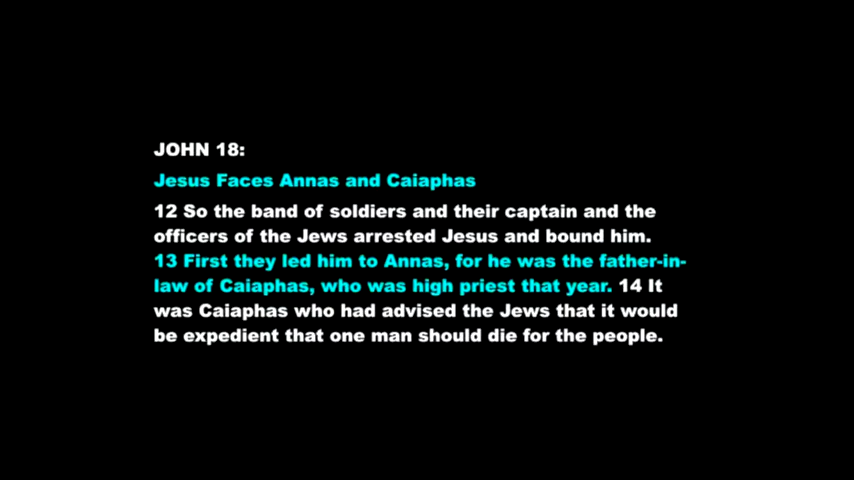 JOHN 18:
Jesus Faces Annas and Caiaphas
12 So the band of soldiers and their captain and the
officers of the Jews arrested Jesus and bound him.
13 First they led him to Annas, for he was the father-in-
law of Caiaphas, who was high priest that year. 14 It
was Caiaphas who had advised the Jews that it would
be expedient that one man should die for the people.